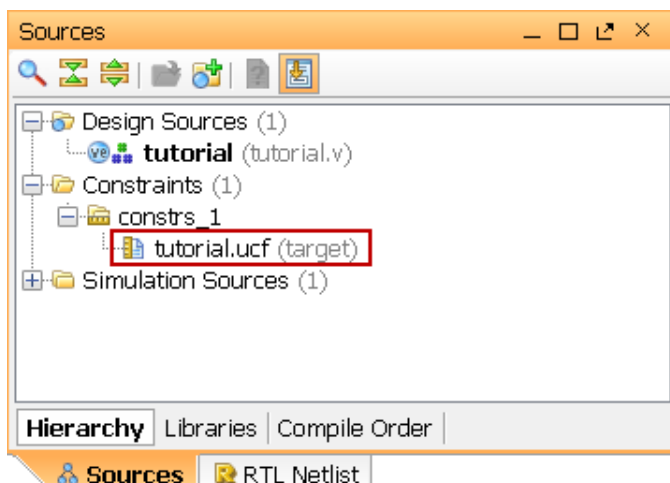 Sources
Design Sources (1)
tutorial (tutorial.v)
Constraints (1)
constrs_1
tutorial.ucf (target)
Simulation Sources (1)
Hierarchy Libraries Compile Order
Sources RTL Netlist